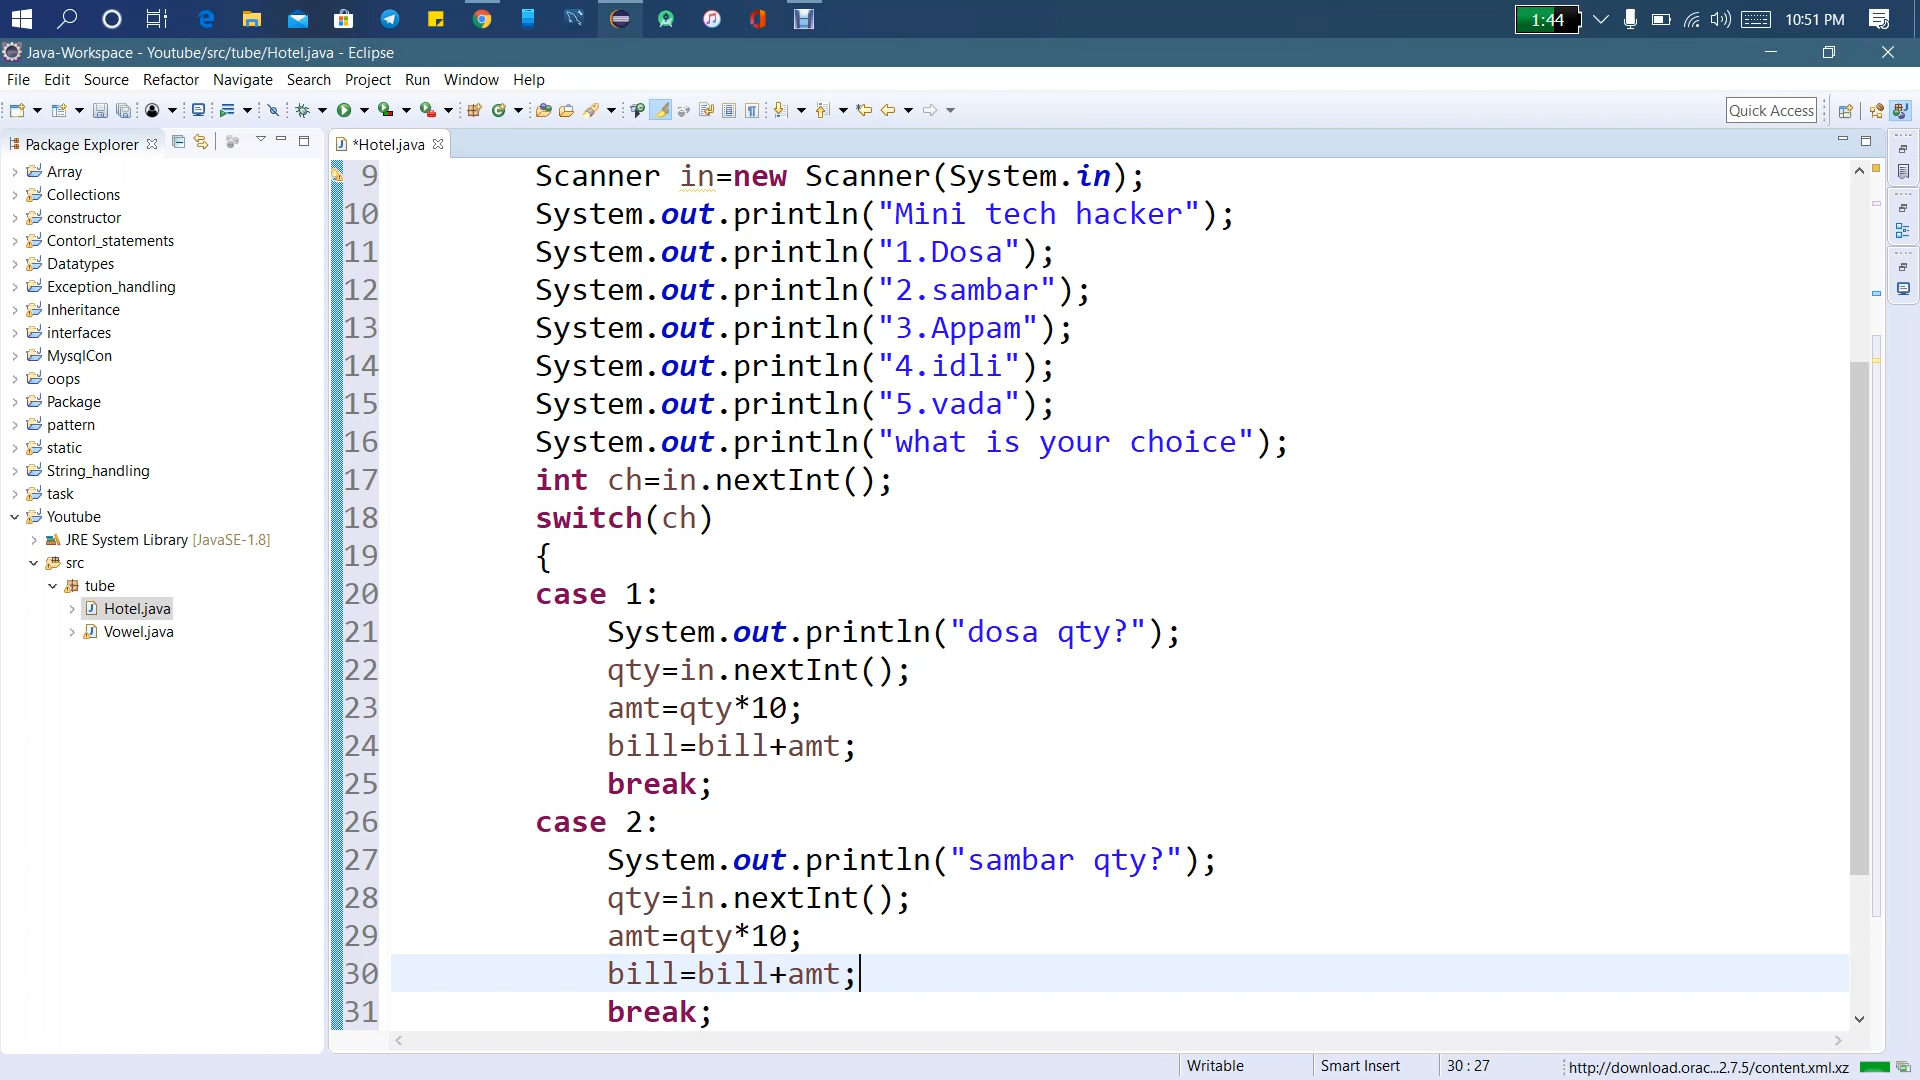 1:44
10:51 PM
Java-Workspace - Youtube/src/tube/Hotel.java - Eclipse
File Edit Source Refactor Navigate Search Project Run Window Help
Quick Access
Package Explorer
Array
Collections
constructor
Contorl_statements
Datatypes
Exception_handling
Inheritance
interfaces
MysqlCon
oops
Package
pattern
static
String_handling
task
Youtube
JRE System Library [JavaSE-1.8]
src
tube
Hotel.java
Vowel.java
*Hotel.java
9 Scanner in=new Scanner(System.in);
10 System.out.println("Mini tech hacker");
11 System.out.println("1.Dosa");
12 System.out.println("2.sambar");
13 System.out.println("3.Appam");
14 System.out.println("4.idli");
15 System.out.println("5.vada");
16 System.out.println("what is your choice");
17 int ch=in.nextInt();
18 switch(ch)
19 {
20 case 1:
21 System.out.println("dosa qty?");
22 qty=in.nextInt();
23 amt=qty*10;
24 bill=bill+amt;
25 break;
26 case 2:
27 System.out.println("sambar qty?");
28 qty=in.nextInt();
29 amt=qty*10;
30 bill=bill+amt;
31 break;
Writable Smart Insert 30 : 27 http://download.orac...2.7.5/content.xml.xz